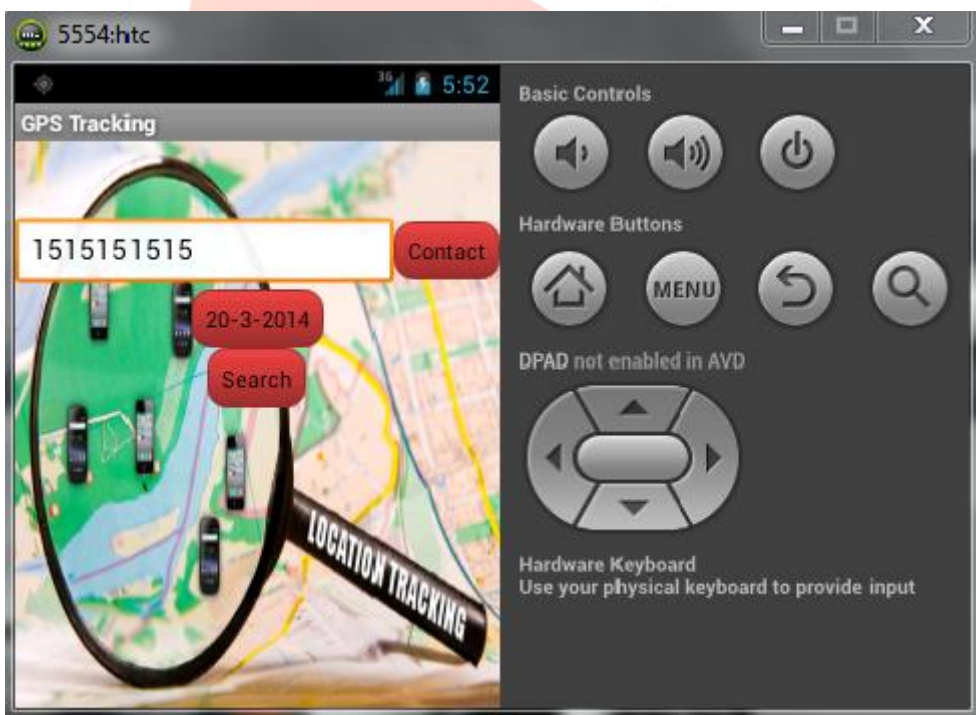 5554:htc
3G 5:52
GPS Tracking
1515151515
Contact
20-3-2014
Search
LOCATION TRACKING
Basic Controls
Hardware Buttons
MENU
DPAD not enabled in AVD
Hardware Keyboard
Use your physical keyboard to provide input